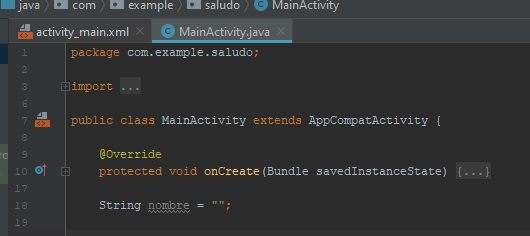 java com example saludo MainActivity
activity_main.xml MainActivity.java
1 package com.example.saludo;
2
3 import ...
6
7 public class MainActivity extends AppCompatActivity {
8
9 @Override
10 protected void onCreate(Bundle savedInstanceState) {...}
17
18 String nombre = "";
19